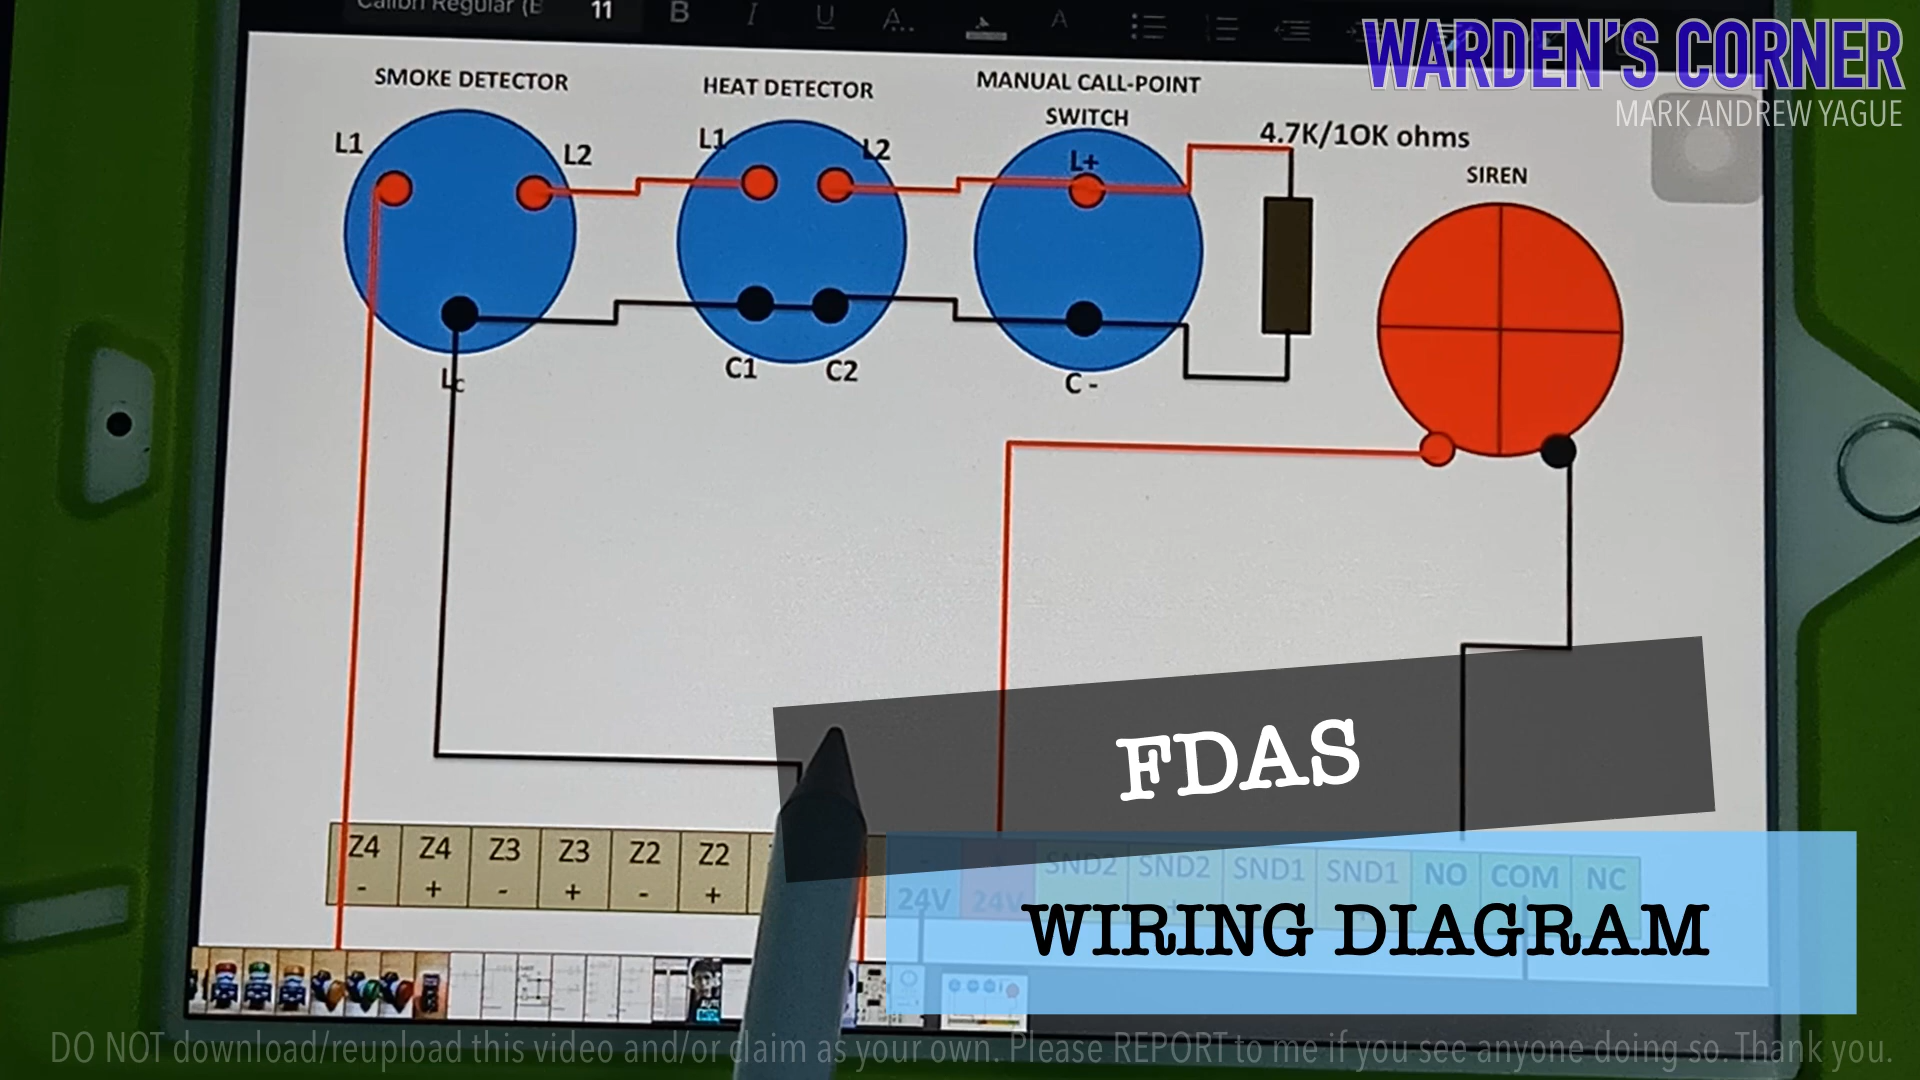 Calibri Regular (E
11
B
I
U
A...
A
WARDEN'S CORNER
MARK ANDREW YAGUE
SMOKE DETECTOR
HEAT DETECTOR
MANUAL CALL-POINT
SWITCH
4.7K/1OK ohms
SIREN
L1
L2
L1
L2
L+
Lc
C1
C2
C -
FDAS
Z4
Z4
Z3
Z3
Z2
Z2
SND2
SND2
SND1
SND1
NO
COM
NC
-
+
-
+
-
+
24V
24V
WIRING DIAGRAM
DO NOT download/reupload this video and/or claim as your own. Please REPORT to me if you see anyone doing so. Thank you.